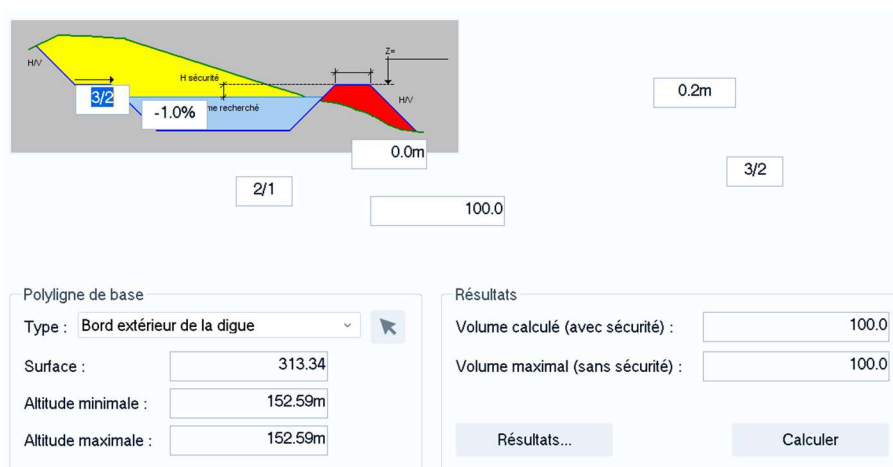 Z=
H/V
H sécurité
3/2
-1.0%
me recherché
H/V
0.2m
0.0m
3/2
2/1
100.0
Polyligne de base
Type :
Bord extérieur de la digue
Surface :
313.34
Altitude minimale :
152.59m
Altitude maximale :
152.59m
Résultats
Volume calculé (avec sécurité) :
100.0
Volume maximal (sans sécurité) :
100.0
Résultats...
Calculer